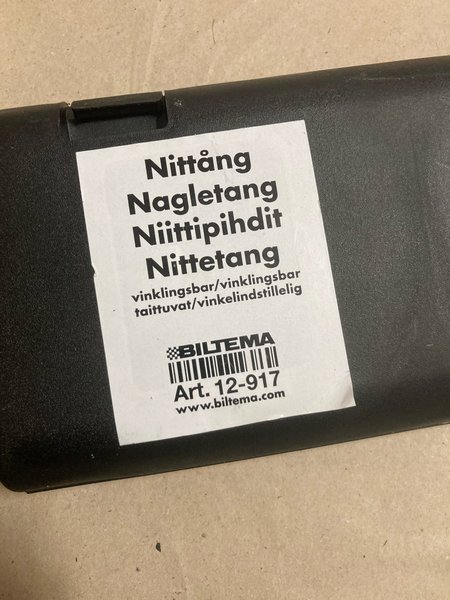 Nittång
Nagletang
Niittipihdit
Nittetang
vinklingsbar/vinklingsbar
taittuvat/vinkelindstillelig
BILTEMA
Art. 12-917
www.biltema.com